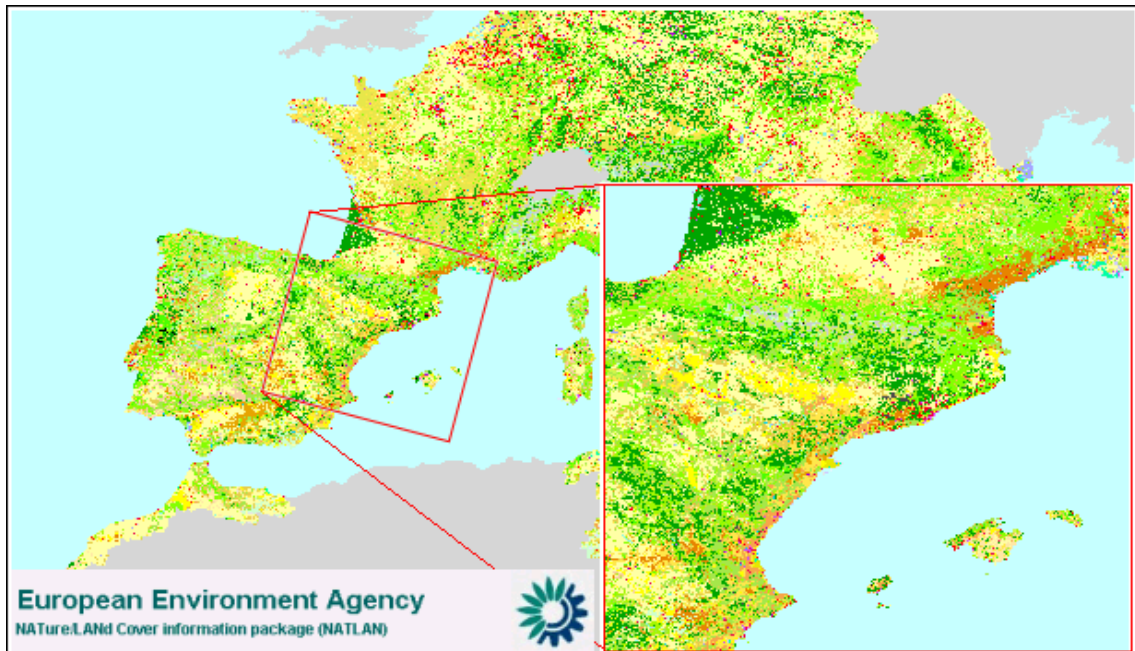 European Environment Agency
NATure/LANd Cover information package (NATLAN)